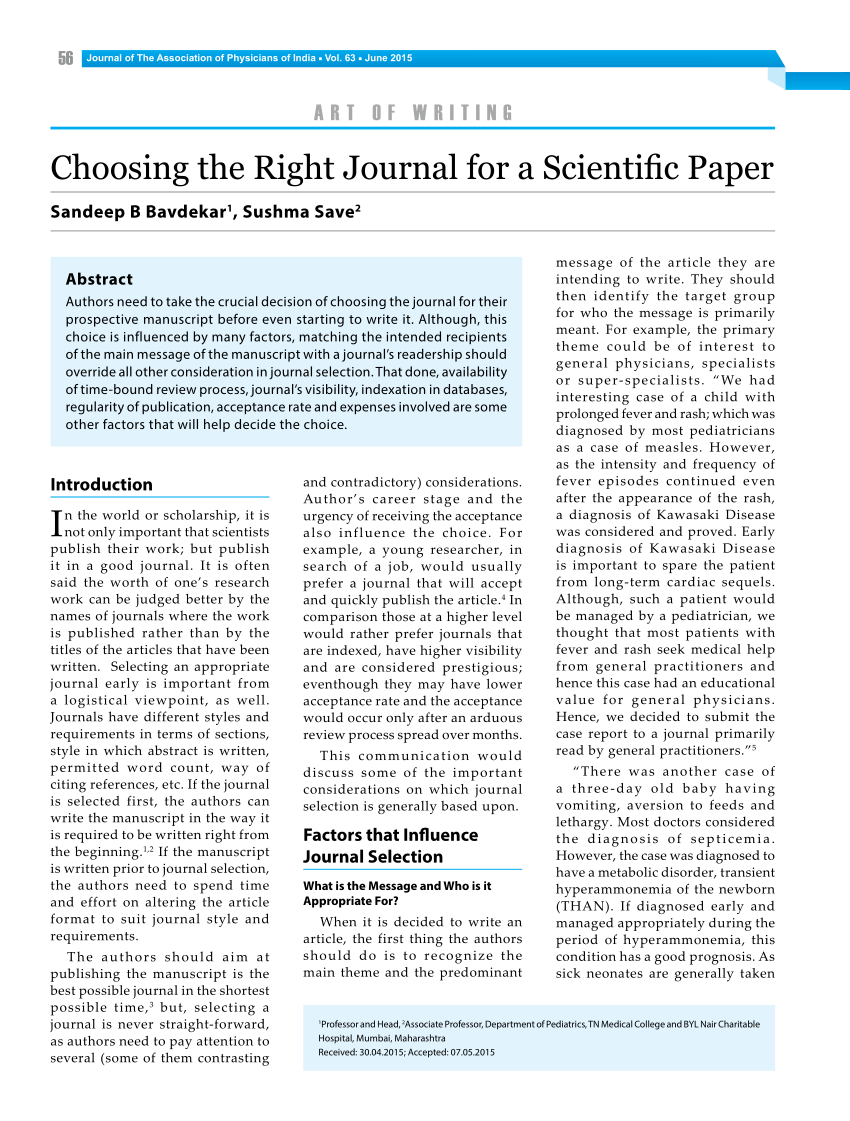 56
Journal of The Association of Physicians of India ▪ Vol. 63 ▪ June 2015
ART OF WRITING
Choosing the Right Journal for a Scientific Paper
Sandeep B Bavdekar1, Sushma Save2
Abstract
Authors need to take the crucial decision of choosing the journal for their
prospective manuscript before even starting to write it. Although, this
choice is influenced by many factors, matching the intended recipients
of the main message of the manuscript with a journal's readership should
override all other consideration in journal selection. That done, availability
of time-bound review process, journal's visibility, indexation in databases,
regularity of publication, acceptance rate and expenses involved are some
other factors that will help decide the choice.
Introduction
In the world or scholarship, it is
not only important that scientists
publish their work; but publish
it in a good journal. It is often
said the worth of one's research
work can be judged better by the
names of journals where the work
is published rather than by the
titles of the articles that have been
written. Selecting an appropriate
journal early is important from
a logistical viewpoint, as well.
Journals have different styles and
requirements in terms of sections,
style in which abstract is written,
permitted word count, way of
citing references, etc. If the journal
is selected first, the authors can
write the manuscript in the way it
is required to be written right from
the beginning.1,2 If the manuscript
is written prior to journal selection,
the authors need to spend time
and effort on altering the article
format to suit journal style and
requirements.
The authors should aim at
publishing the manuscript is the
best possible journal in the shortest
possible time,3 but, selecting a
journal is never straight-forward,
as authors need to pay attention to
several (some of them contrasting
and contradictory) considerations.
Author's career stage and the
urgency of receiving the acceptance
also influence the choice. For
example, a young researcher, in
search of a job, would usually
prefer a journal that will accept
and quickly publish the article.4 In
comparison those at a higher level
would rather prefer journals that
are indexed, have higher visibility
and are considered prestigious;
eventhough they may have lower
acceptance rate and the acceptance
would occur only after an arduous
review process spread over months.
This communication would
discuss some of the important
considerations on which journal
selection is generally based upon.
Factors that Influence
Journal Selection
What is the Message and Who is it
Appropriate For?
When it is decided to write an
article, the first thing the authors
should do is to recognize the
main theme and the predominant
message of the article they are
intending to write. They should
then identify the target group
for who the message is primarily
meant. For example, the primary
theme could be of interest to
general physicians, specialists
or super-specialists. "We had
interesting case of a child with
prolonged fever and rash; which was
diagnosed by most pediatricians
as a case of measles. However,
as the intensity and frequency of
fever episodes continued even
after the appearance of the rash,
a diagnosis of Kawasaki Disease
was considered and proved. Early
diagnosis of Kawasaki Disease
is important to spare the patient
from long-term cardiac sequels.
Although, such a patient would
be managed by a pediatrician, we
thought that most patients with
fever and rash seek medical help
from general practitioners and
hence this case had an educational
value for general physicians.
Hence, we decided to submit the
case report to a journal primarily
read by general practitioners."5
"There was another case of
a three-day old baby having
vomiting, aversion to feeds and
lethargy. Most doctors considered
the diagnosis of septicemia.
However, the case was diagnosed to
have a metabolic disorder, transient
hyperammonemia of the newborn
(THAN). If diagnosed early and
managed appropriately during the
period of hyperammonemia, this
condition has a good prognosis. As
sick neonates are generally taken
1Professor and Head, 2Associate Professor, Department of Pediatrics, TN Medical College and BYL Nair Charitable
Hospital, Mumbai, Maharashtra
Received: 30.04.2015; Accepted: 07.05.2015